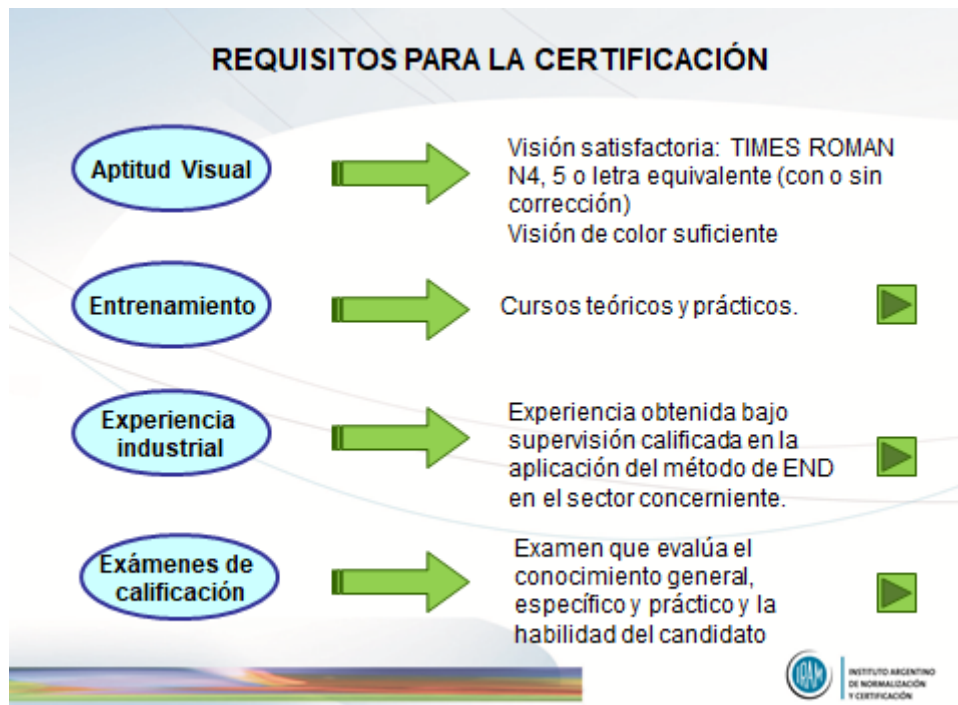 REQUISITOS PARA LA CERTIFICACIÓN
Aptitud Visual
Visión satisfactoria: TIMES ROMAN
N4, 5 o letra equivalente (con o sin
corrección)
Visión de color suficiente
Entrenamiento
Cursos teóricos y prácticos.
Experiencia
industrial
Experiencia obtenida bajo
supervisión calificada en la
aplicación del método de END
en el sector concerniente.
Exámenes de
calificación
Examen que evalúa el
conocimiento general,
específico y práctico y la
habilidad del candidato
IRAM
INSTITUTO ARGENTINO
DE NORMALIZACIÓN
Y CERTIFICACIÓN